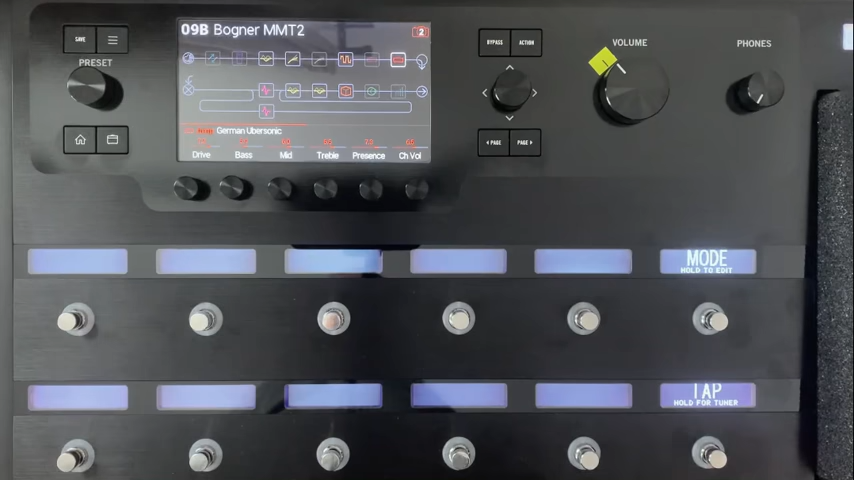 SAVE
PRESET
09B Bogner MMT2
2
German Ubersonic
Drive Bass Mid Treble Presence Ch Vol
BYPASS ACTION
◄ PAGE PAGE ►
VOLUME
PHONES
MODE
HOLD TO EDIT
TAP
HOLD FOR TUNER